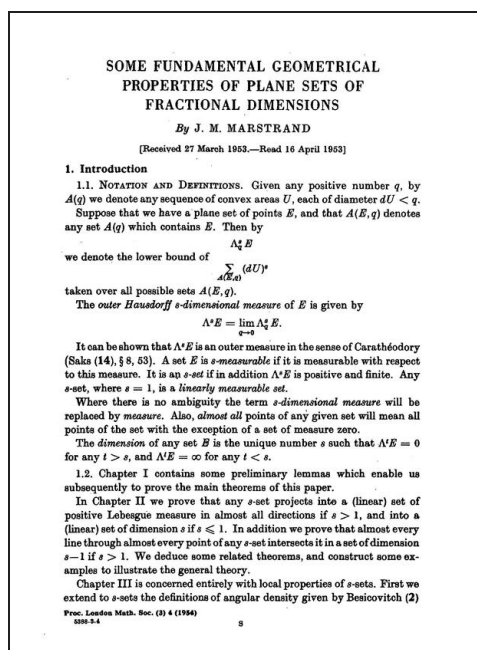 SOME FUNDAMENTAL GEOMETRICAL
PROPERTIES OF PLANE SETS OF
FRACTIONAL DIMENSIONS
By J. M. MARSTRAND
[Received 27 March 1953.—Read 16 April 1953]
1. Introduction
1.1. NOTATION AND DEFINITIONS. Given any positive number q, by
A(q) we denote any sequence of convex areas U, each of diameter dU < q.
Suppose that we have a plane set of points E, and that A(E, q) denotes
any set A(q) which contains E. Then by
Λ_q^s E
we denote the lower bound of
∑_{A(E,q)} (dU)^s
taken over all possible sets A(E, q).
The outer Hausdorff s-dimensional measure of E is given by
Λ^s E = lim_{q→0} Λ_q^s E.
It can be shown that Λ^s E is an outer measure in the sense of Carathéodory
(Saks (14), § 8, 53). A set E is s-measurable if it is measurable with respect
to this measure. It is an s-set if in addition Λ^s E is positive and finite. Any
s-set, where s = 1, is a linearly measurable set.
Where there is no ambiguity the term s-dimensional measure will be
replaced by measure. Also, almost all points of any given set will mean all
points of the set with the exception of a set of measure zero.
The dimension of any set B is the unique number s such that Λ^t E = 0
for any t > s, and Λ^t E = ∞ for any t < s.
1.2. Chapter I contains some preliminary lemmas which enable us
subsequently to prove the main theorems of this paper.
In Chapter II we prove that any s-set projects into a (linear) set of
positive Lebesgue measure in almost all directions if s > 1, and into a
(linear) set of dimension s if s ⩽ 1. In addition we prove that almost every
line through almost every point of any s-set intersects it in a set of dimension
s−1 if s > 1. We deduce some related theorems, and construct some ex-
amples to illustrate the general theory.
Chapter III is concerned entirely with local properties of s-sets. First we
extend to s-sets the definitions of angular density given by Besicovitch (2)
Proc. London Math. Soc. (3) 4 (1954)
5388-3.4
S